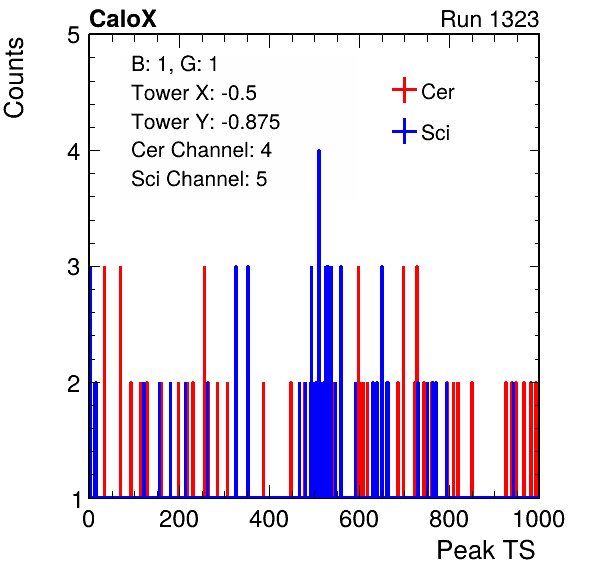 CaloX Run 1323
Counts
5
4
3
2
1
B: 1, G: 1
Tower X: -0.5
Tower Y: -0.875
Cer Channel: 4
Sci Channel: 5
Cer
Sci
0 200 400 600 800 1000
Peak TS